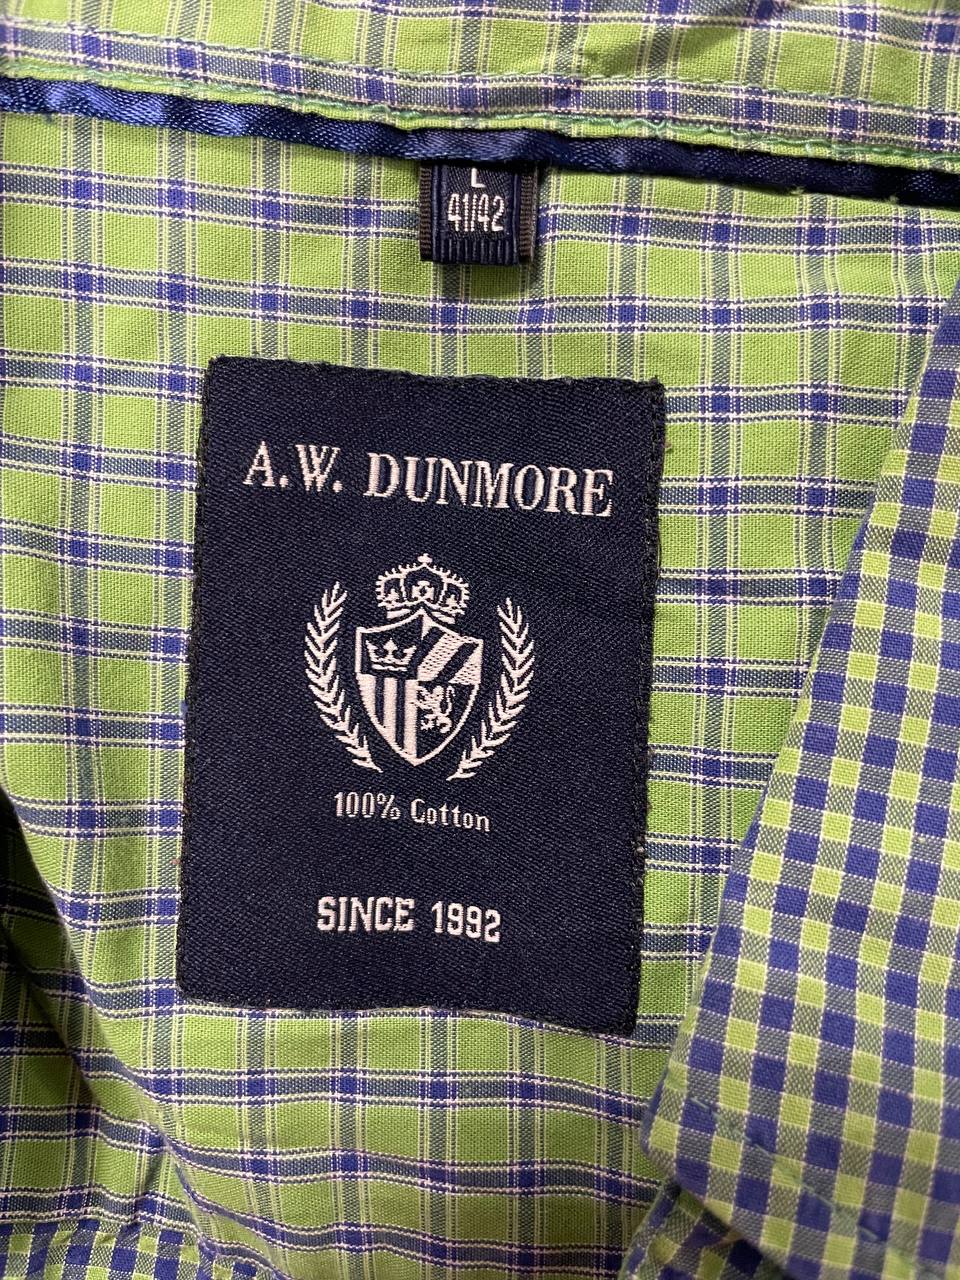 L
41/42
A.W. DUNMORE
100% Cotton
SINCE 1992